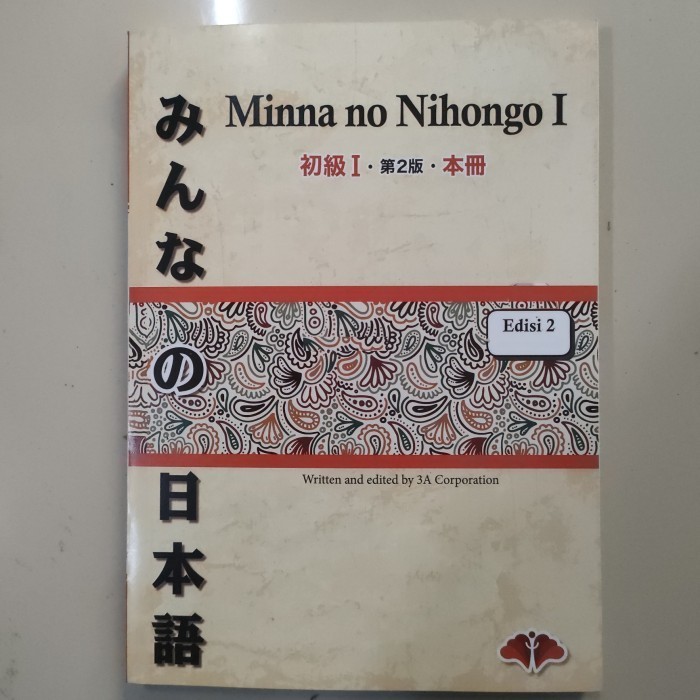 みんなの日本語
Minna no Nihongo I
初級 I・第2版・本冊
Edisi 2
Written and edited by 3A Corporation